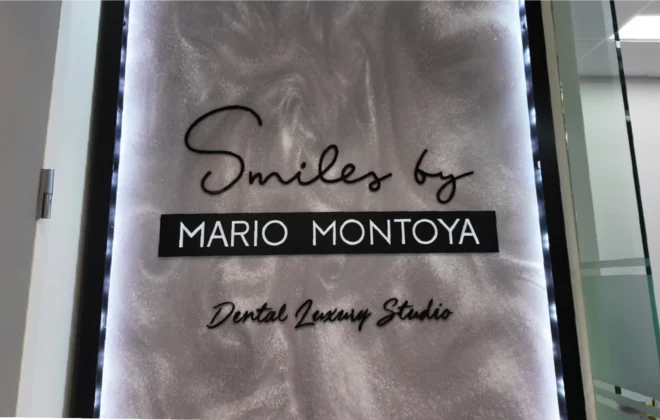 Smiles by
MARIO MONTOYA
Dental Luxury Studio